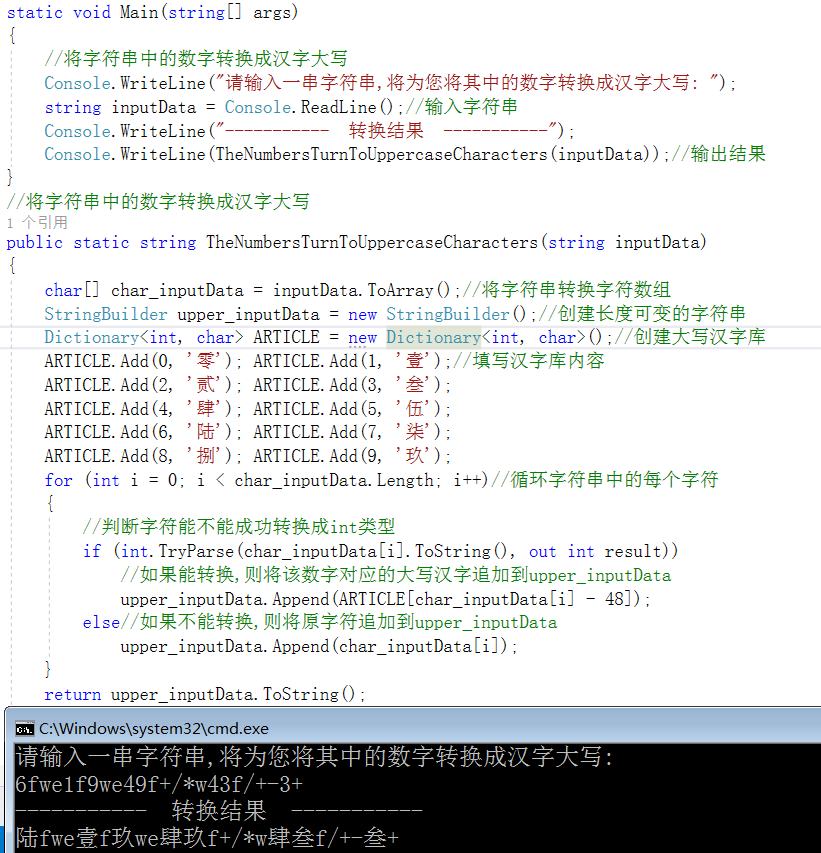 static void Main(string[] args)
{
//将字符串中的数字转换成汉字大写
Console.WriteLine("请输入一串字符串,将为您将其中的数字转换成汉字大写: ");
string inputData = Console.ReadLine();//输入字符串
Console.WriteLine("-----------  转换结果  -----------");
Console.WriteLine(TheNumbersTurnToUppercaseCharacters(inputData));//输出结果
}
//将字符串中的数字转换成汉字大写
1 个引用
public static string TheNumbersTurnToUppercaseCharacters(string inputData)
{
char[] char_inputData = inputData.ToArray();//将字符串转换字符数组
StringBuilder upper_inputData = new StringBuilder();//创建长度可变的字符串
Dictionary<int, char> ARTICLE = new Dictionary<int, char>();//创建大写汉字库
ARTICLE.Add(0, '零'); ARTICLE.Add(1, '壹');//填写汉字库内容
ARTICLE.Add(2, '贰'); ARTICLE.Add(3, '叁');
ARTICLE.Add(4, '肆'); ARTICLE.Add(5, '伍');
ARTICLE.Add(6, '陆'); ARTICLE.Add(7, '柒');
ARTICLE.Add(8, '捌'); ARTICLE.Add(9, '玖');
for (int i = 0; i < char_inputData.Length; i++)//循环字符串中的每个字符
{
//判断字符能不能成功转换成int类型
if (int.TryParse(char_inputData[i].ToString(), out int result))
//如果能转换,则将该数字对应的大写汉字追加到upper_inputData
upper_inputData.Append(ARTICLE[char_inputData[i] - 48]);
else//如果不能转换,则将原字符追加到upper_inputData
upper_inputData.Append(char_inputData[i]);
}
return upper_inputData.ToString();
C:\Windows\system32\cmd.exe
请输入一串字符串,将为您将其中的数字转换成汉字大写:
6fwe1f9we49f+/*w43f/+-3+
-----------  转换结果  -----------
陆fwe壹f玖we肆玖f+/*w肆叁f/+-叁+